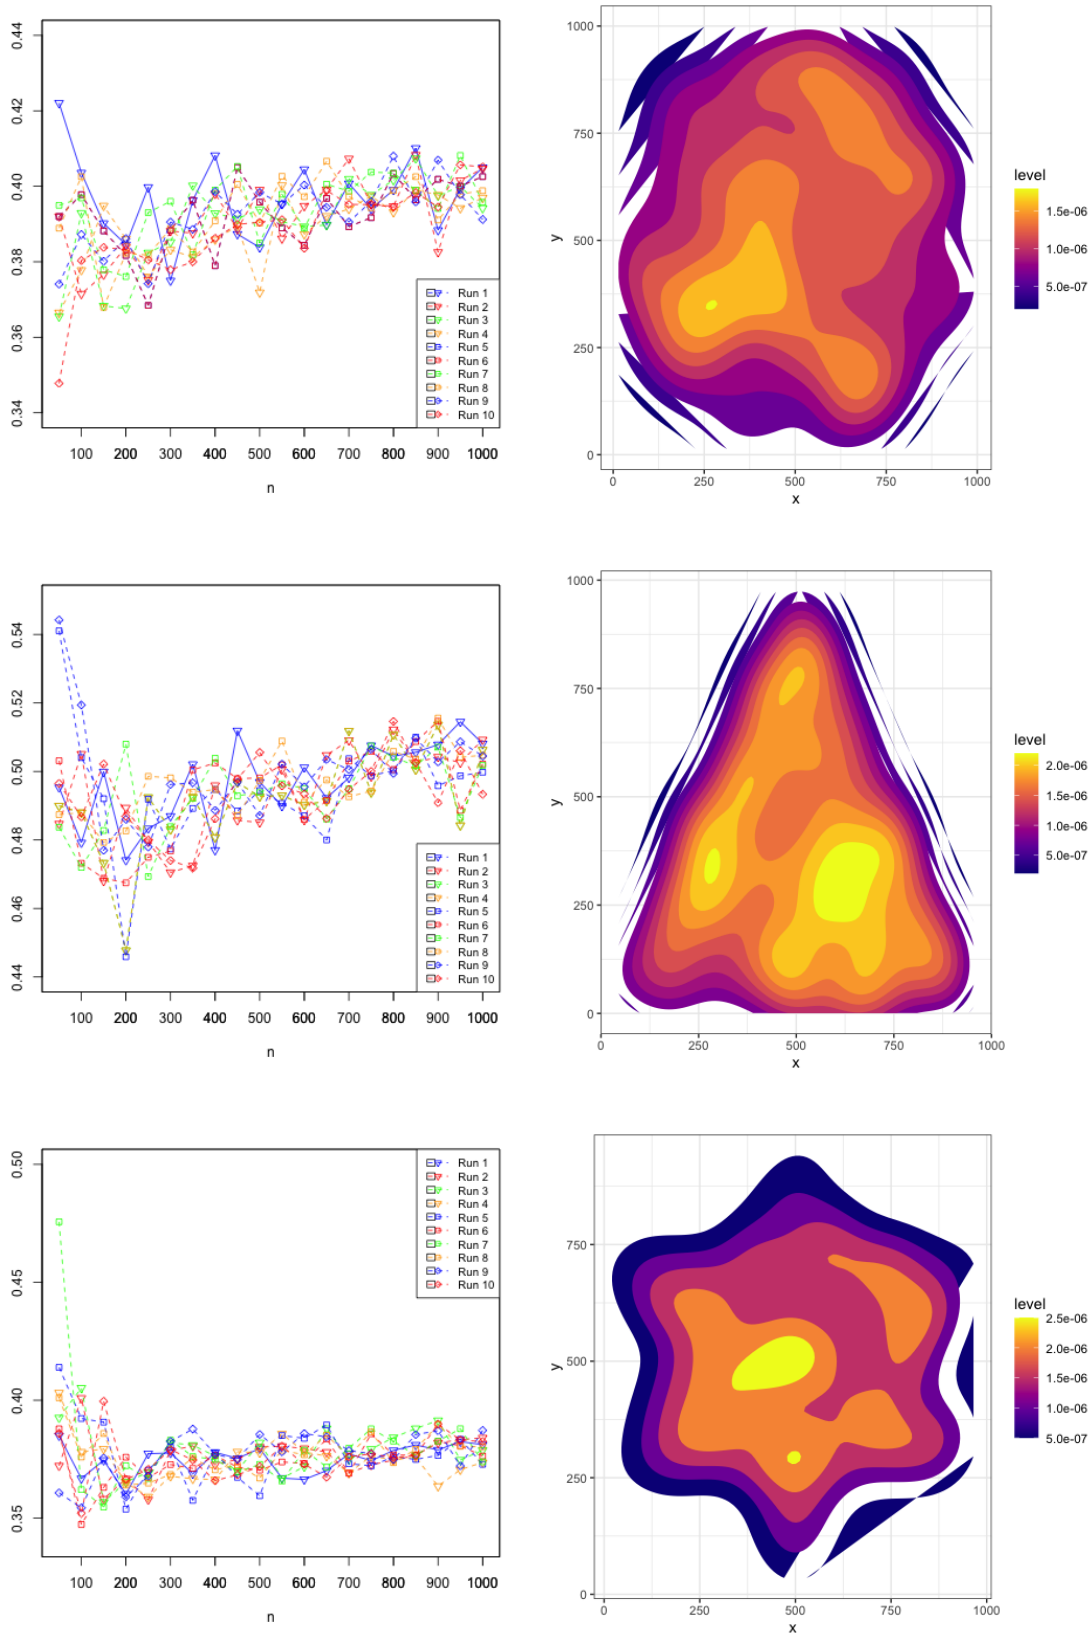 0.44
0.42
0.40
0.38
0.36
0.34
100 200 300 400 500 600 700 800 900 1000
n
Run 1
Run 2
Run 3
Run 4
Run 5
Run 6
Run 7
Run 8
Run 9
Run 10
1000
750
500
250
0
y
0 250 500 750 1000
x
level
1.5e-06
1.0e-06
5.0e-07
0.54
0.52
0.50
0.48
0.46
0.44
100 200 300 400 500 600 700 800 900 1000
n
Run 1
Run 2
Run 3
Run 4
Run 5
Run 6
Run 7
Run 8
Run 9
Run 10
1000
750
500
250
0
y
0 250 500 750 1000
x
level
2.0e-06
1.5e-06
1.0e-06
5.0e-07
0.50
0.45
0.40
0.35
100 200 300 400 500 600 700 800 900 1000
n
Run 1
Run 2
Run 3
Run 4
Run 5
Run 6
Run 7
Run 8
Run 9
Run 10
750
500
250
0
y
0 250 500 750 1000
x
level
2.5e-06
2.0e-06
1.5e-06
1.0e-06
5.0e-07